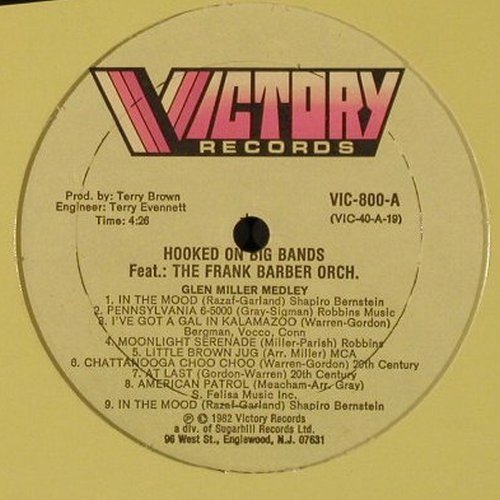 VICTORY
RECORDS
Prod. by: Terry Brown
Engineer: Terry Evennett
Time: 4:26
VIC-800-A
(VIC-40-A-19)
HOOKED ON BIG BANDS
Feat.: THE FRANK BARBER ORCH.
GLEN MILLER MEDLEY
1. IN THE MOOD (Razaf-Garland) Shapiro Bernstein
2. PENNSYLVANIA 6-5000 (Gray-Sigman) Robbins Music
3. I'VE GOT A GAL IN KALAMAZOO (Warren-Gordon)
Bergman, Vocco, Conn
4. MOONLIGHT SERENADE (Miller-Parish) Robbins
5. LITTLE BROWN JUG (Arr. Miller) MCA
6. CHATTANOOGA CHOO CHOO (Warren-Gordon) 20th Century
7. AT LAST (Gordon-Warren) 20th Century
8. AMERICAN PATROL (Meacham-Arr. Gray)
S. Felisa Music Inc.
9. IN THE MOOD (Razaf-Garland) Shapiro Bernstein
℗ © 1982 Victory Records
a div. of Sugarhill Records Ltd.
96 West St., Englewood, N.J. 07631